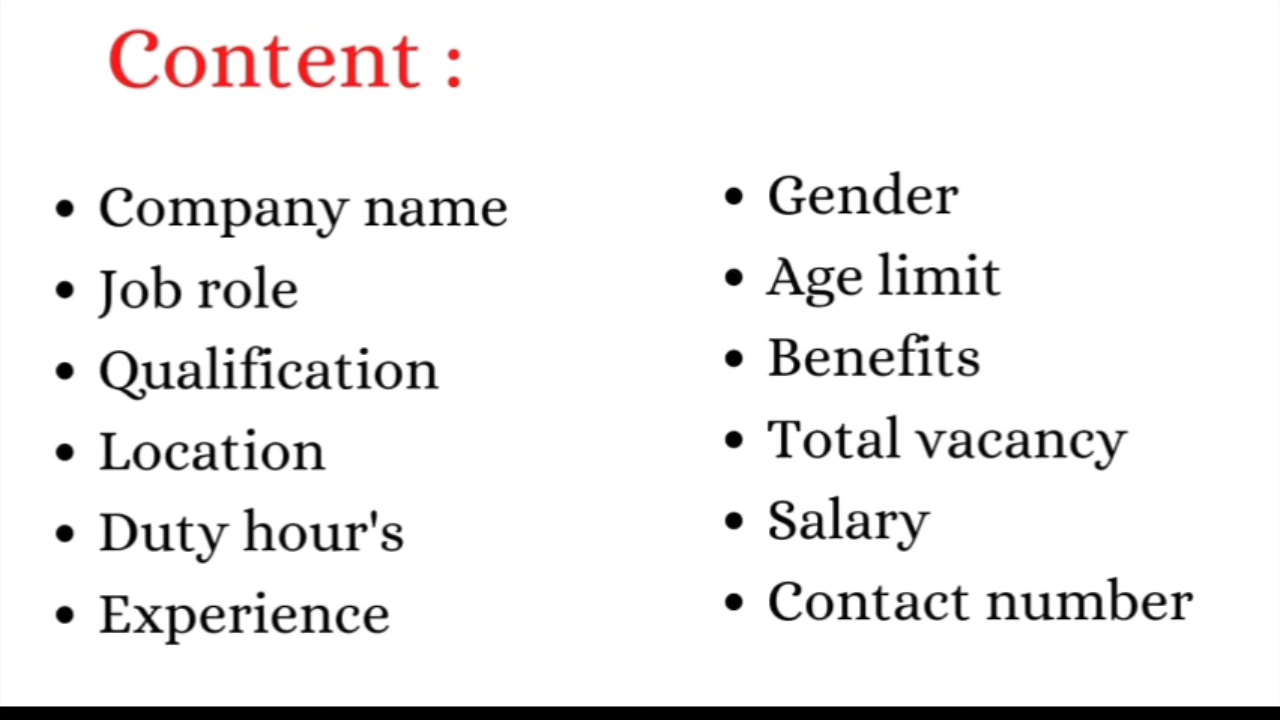 Content :
• Company name
• Job role
• Qualification
• Location
• Duty hour's
• Experience
• Gender
• Age limit
• Benefits
• Total vacancy
• Salary
• Contact number